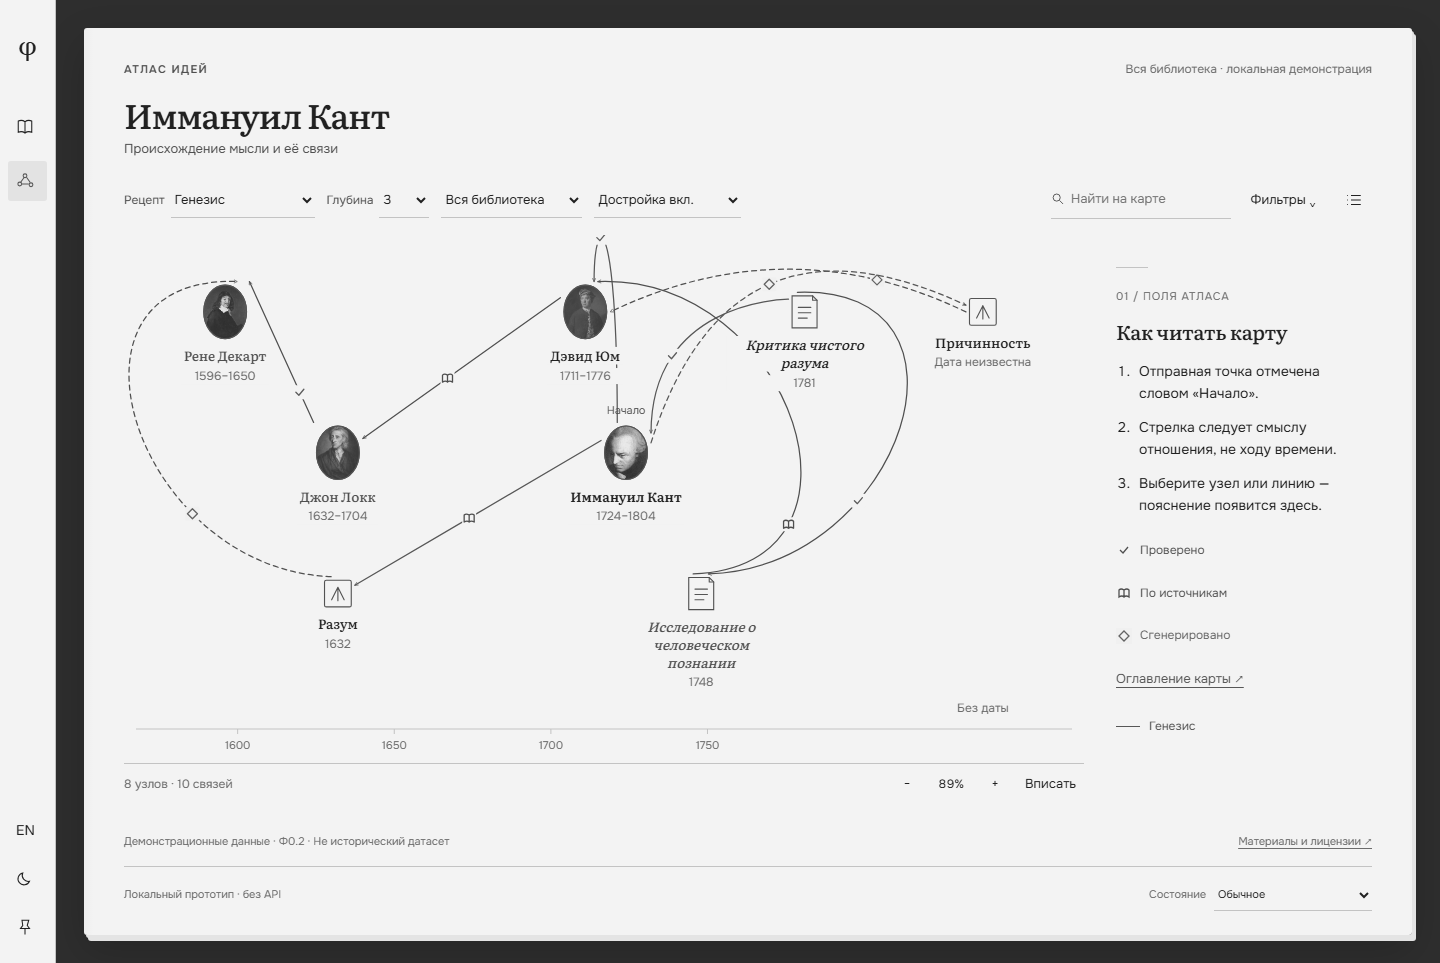 φ
АТЛАС ИДЕЙ
Вся библиотека · локальная демонстрация
Иммануил Кант
Происхождение мысли и её связи
Рецепт Генезис Глубина 3 Вся библиотека Достройка вкл.
Найти на карте Фильтры
Рене Декарт
1596–1650
Дэвид Юм
1711–1776
Критика чистого
разума
1781
Причинность
Дата неизвестна
Начало
Джон Локк
1632–1704
Иммануил Кант
1724–1804
Разум
1632
Исследование о
человеческом
познании
1748
Без даты
1600 1650 1700 1750
8 узлов · 10 связей
− 89% + Вписать
01 / ПОЛЯ АТЛАСА
Как читать карту
1. Отправная точка отмечена
словом «Начало».
2. Стрелка следует смыслу
отношения, не ходу времени.
3. Выберите узел или линию —
пояснение появится здесь.
Проверено
По источникам
Сгенерировано
Оглавление карты ↗
Генезис
EN
Демонстрационные данные · Ф0.2 · Не исторический датасет
Материалы и лицензии ↗
Локальный прототип · без API
Состояние Обычное